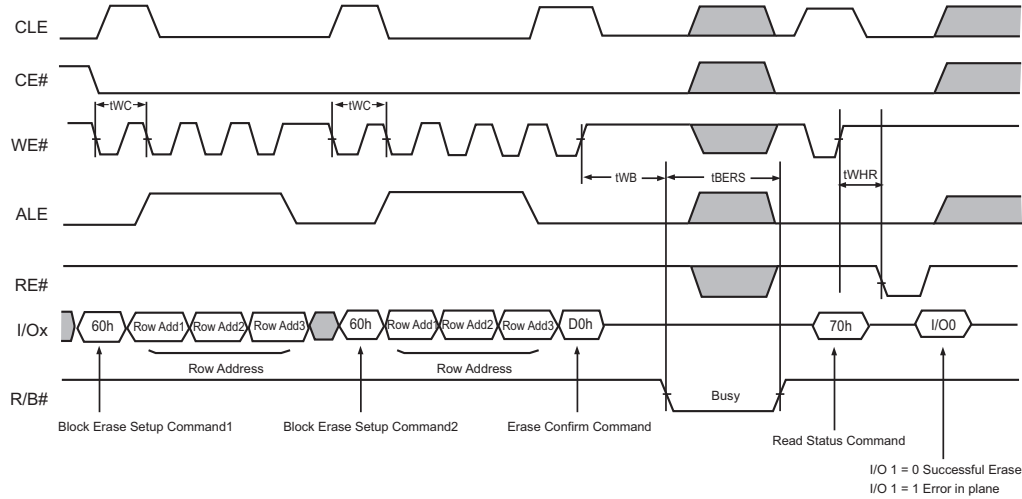 CLE
CE#
tWC
tWC
WE#
tWB
tBERS
tWHR
ALE
RE#
I/Ox
60h
Row Add1
Row Add2
Row Add3
60h
Row Add1
Row Add2
Row Add3
D0h
70h
I/O0
Row Address
Row Address
R/B#
Busy
Block Erase Setup Command1
Block Erase Setup Command2
Erase Confirm Command
Read Status Command
I/O 1 = 0 Successful Erase
I/O 1 = 1 Error in plane